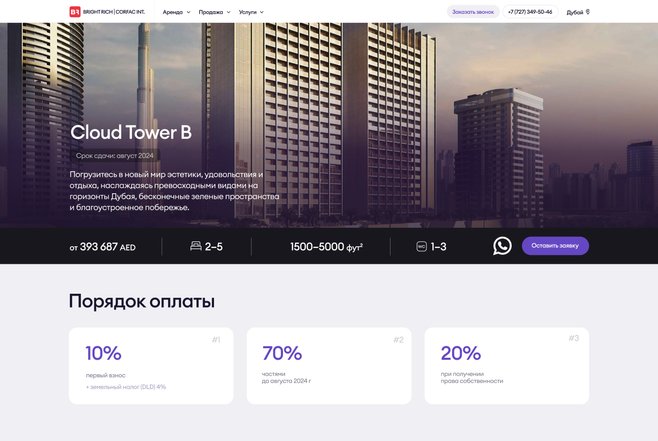 BRIGHT RICH | CORFAC INT. Аренда Продажа Услуги Заказать звонок +7 (727) 349-50-46 Дубой
Cloud Tower B
Срок сдачи: август 2024
Погрузитесь в новый мир эстетики, удовольствия и
отдыха, наслаждаясь превосходными видами на
горизонты Дубая, бесконечные зеленые пространства
и благоустроенное побережье.
от 393 687 AED 2–5 1500–5000 фут² WC 1–3 Оставить заявку
Порядок оплаты
#1
10%
первый взнос
+ земельный налог (DLD) 4%
#2
70%
частями
до августа 2024 г
#3
20%
при получении
права собственности